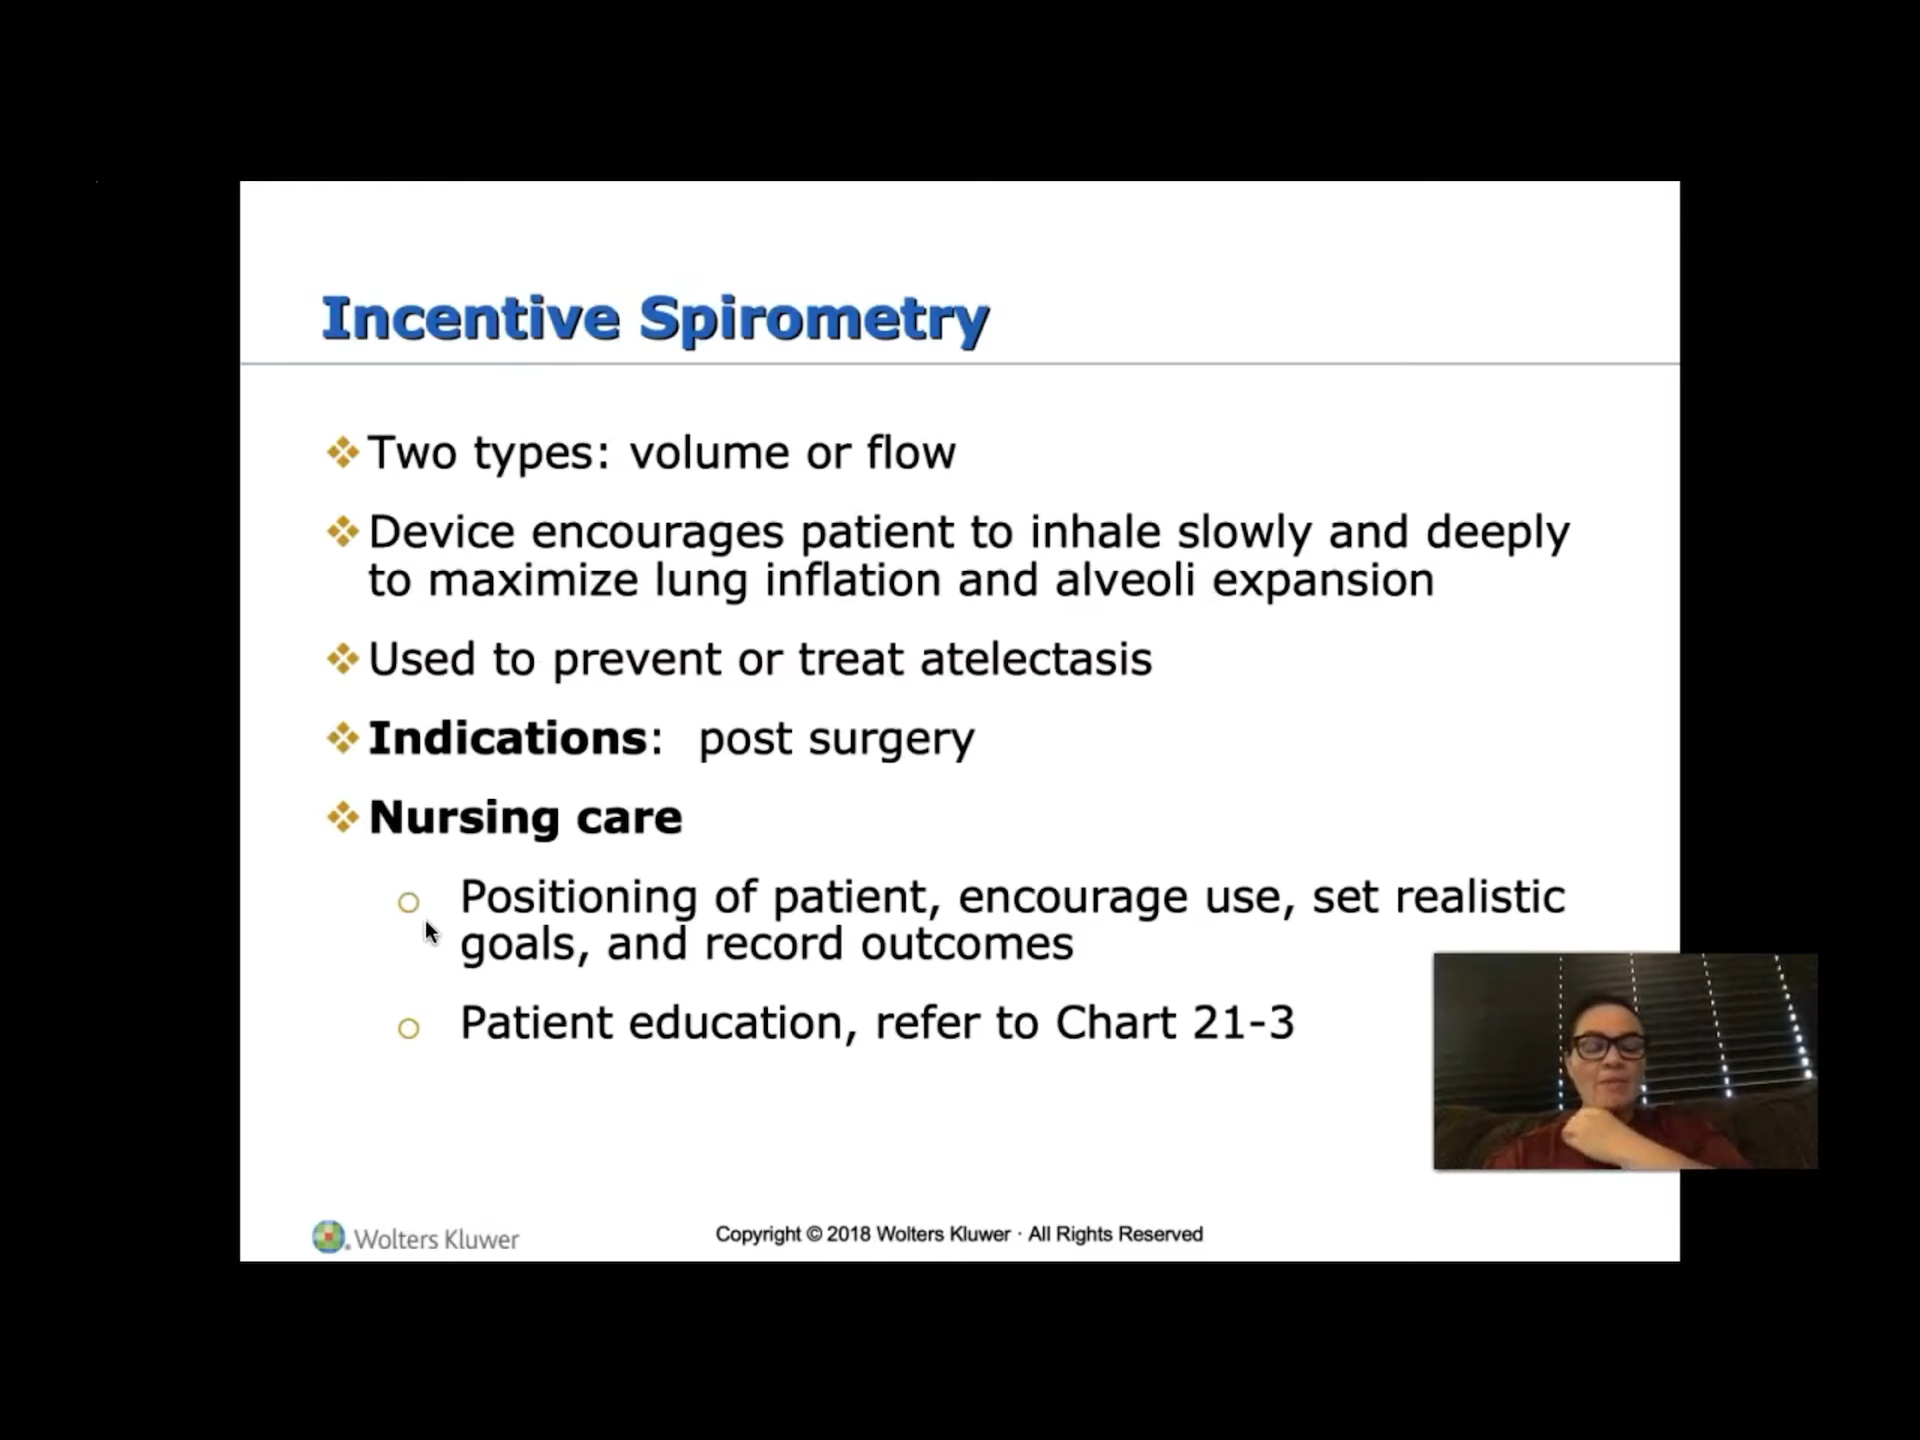 Incentive Spirometry
Two types: volume or flow
Device encourages patient to inhale slowly and deeply
to maximize lung inflation and alveoli expansion
Used to prevent or treat atelectasis
Indications: post surgery
Nursing care
Positioning of patient, encourage use, set realistic
goals, and record outcomes
Patient education, refer to Chart 21-3
Wolters Kluwer
Copyright © 2018 Wolters Kluwer · All Rights Reserved